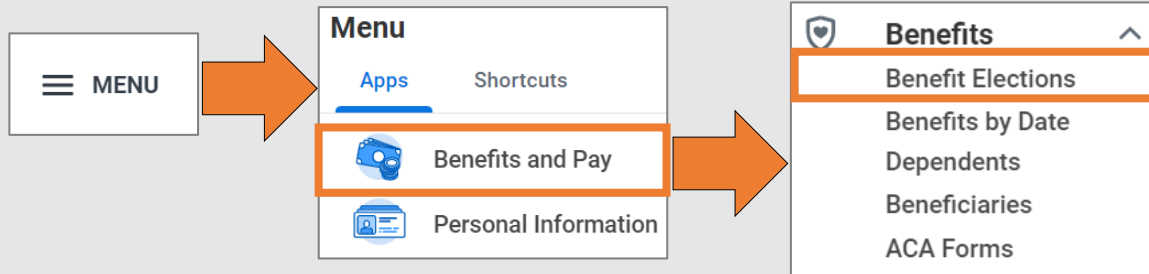 MENU
Menu
Apps Shortcuts
Benefits and Pay
Personal Information
Benefits
Benefit Elections
Benefits by Date
Dependents
Beneficiaries
ACA Forms